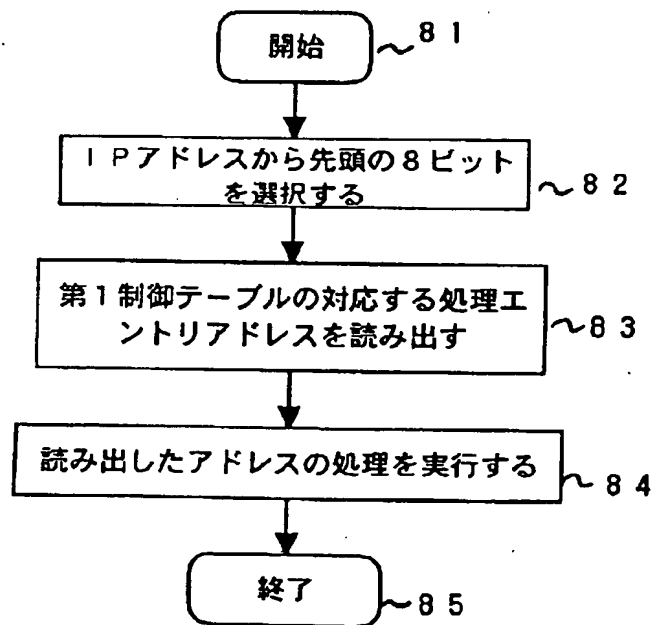 開始
～８１
ＩＰアドレスから先頭の８ビット
を選択する
～８２
第１制御テーブルの対応する処理エ
ントリアドレスを読み出す
～８３
読み出したアドレスの処理を実行する
～８４
終了
～８５